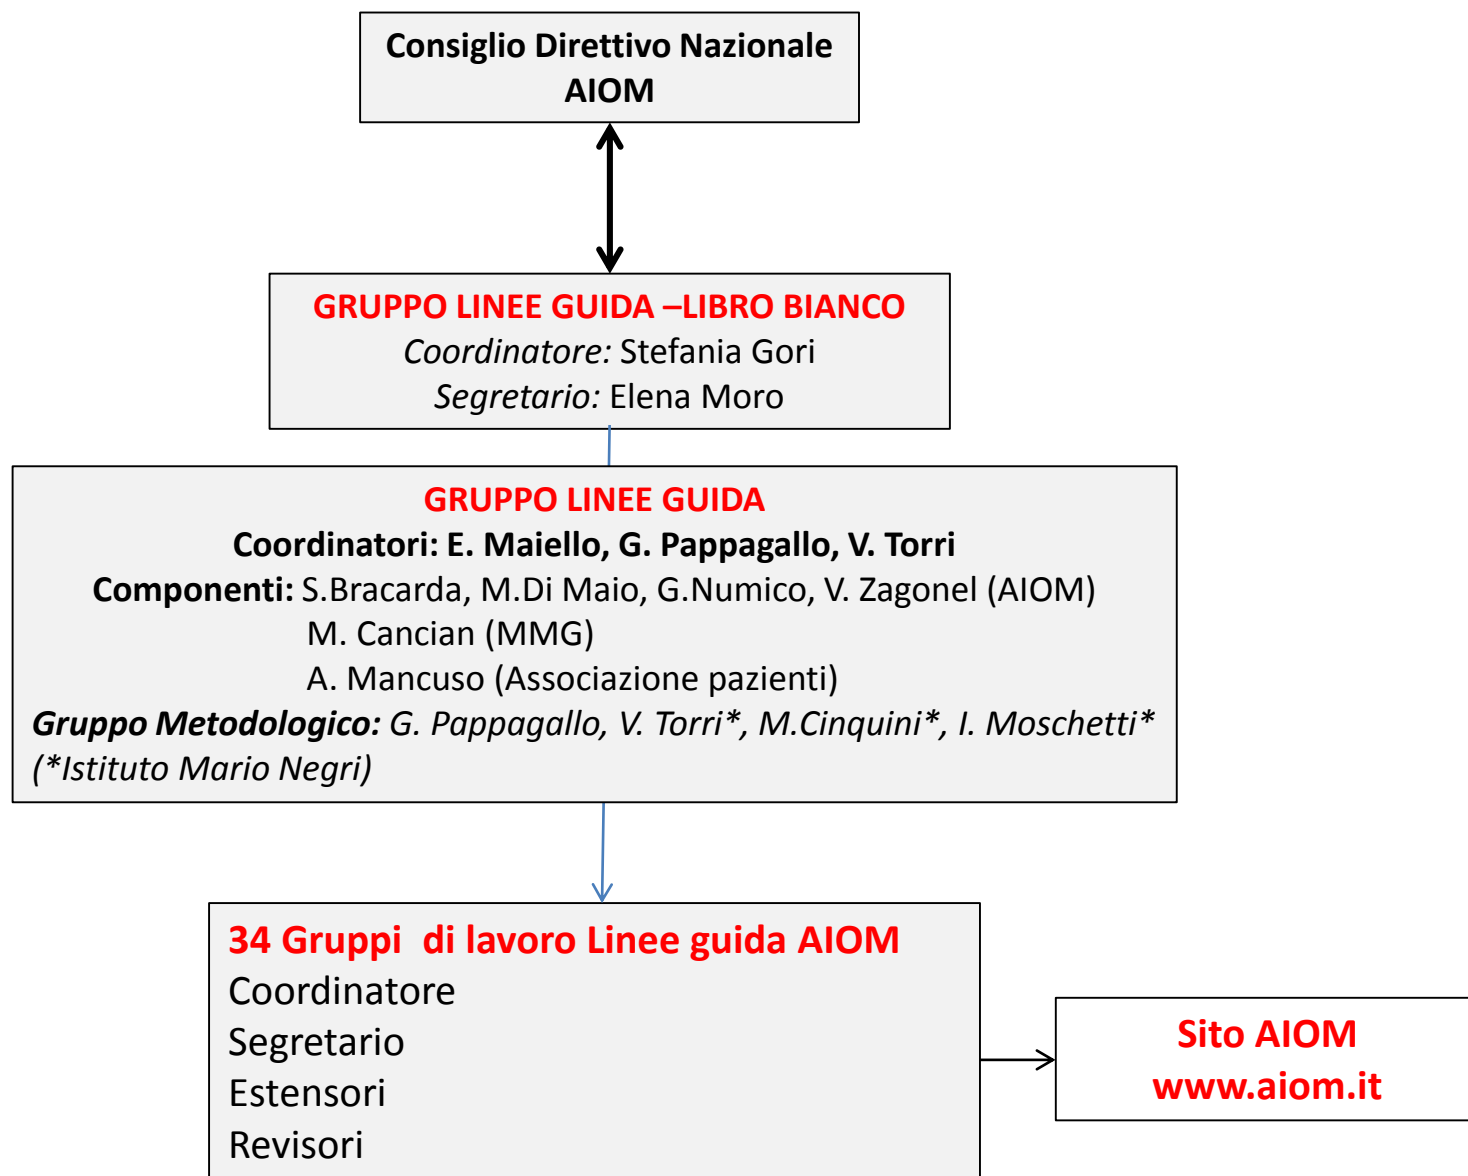 Consiglio Direttivo Nazionale
AIOM
GRUPPO LINEE GUIDA –LIBRO BIANCO
Coordinatore: Stefania Gori
Segretario: Elena Moro
GRUPPO LINEE GUIDA
Coordinatori: E. Maiello, G. Pappagallo, V. Torri
Componenti: S.Bracarda, M.Di Maio, G.Numico, V. Zagonel (AIOM)
M. Cancian (MMG)
A. Mancuso (Associazione pazienti)
Gruppo Metodologico: G. Pappagallo, V. Torri*, M.Cinquini*, I. Moschetti*
(*Istituto Mario Negri)
34 Gruppi  di lavoro Linee guida AIOM
Coordinatore
Segretario
Estensori
Revisori
Sito AIOM
www.aiom.it